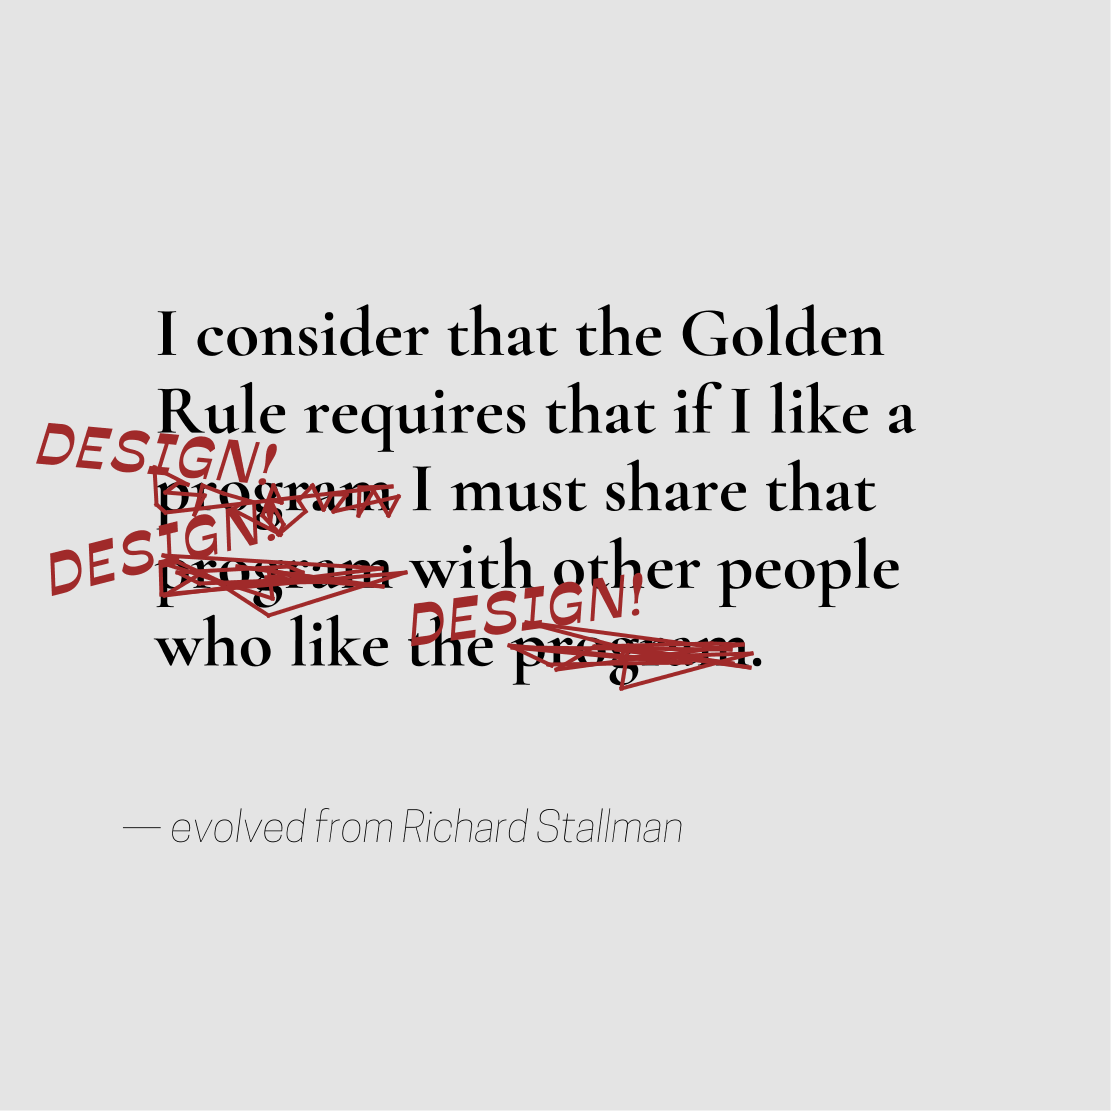 I consider that the Golden
Rule requires that if I like a
DESIGN!
program I must share that
DESIGN!
program with other people
DESIGN!
who like the program.
— evolved from Richard Stallman